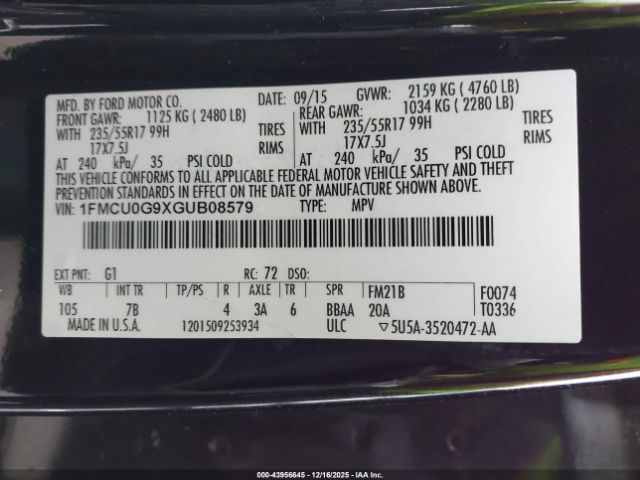 MFD. BY FORD MOTOR CO. DATE: 09/15 GVWR: 2159 KG ( 4760 LB)
FRONT GAWR: 1125 KG ( 2480 LB) REAR GAWR: 1034 KG ( 2280 LB)
WITH 235/55R17 99H TIRES WITH 235/55R17 99H TIRES
17X7.5J RIMS 17X7.5J RIMS
AT 240 kPa/ 35 PSI COLD AT 240 kPa/ 35 PSI COLD
THIS VEHICLE CONFORMS TO ALL APPLICABLE FEDERAL MOTOR VEHICLE SAFETY AND THEFT
PREVENTION STANDARDS IN EFFECT ON THE DATE OF MANUFACTURE SHOWN ABOVE.
VIN: 1FMCU0G9XGUB08579 TYPE: MPV
EXT PNT: G1 RC: 72 DSO:
WB INT TR TP/PS R AXLE TR SPR FM21B F0074
105 7B 4 3A 6 BBAA 20A T0336
MADE IN U.S.A. 1201509253934 ULC ▽5U5A-3520472-AA
000-43956645 - 12/16/2025 - IAA Inc.